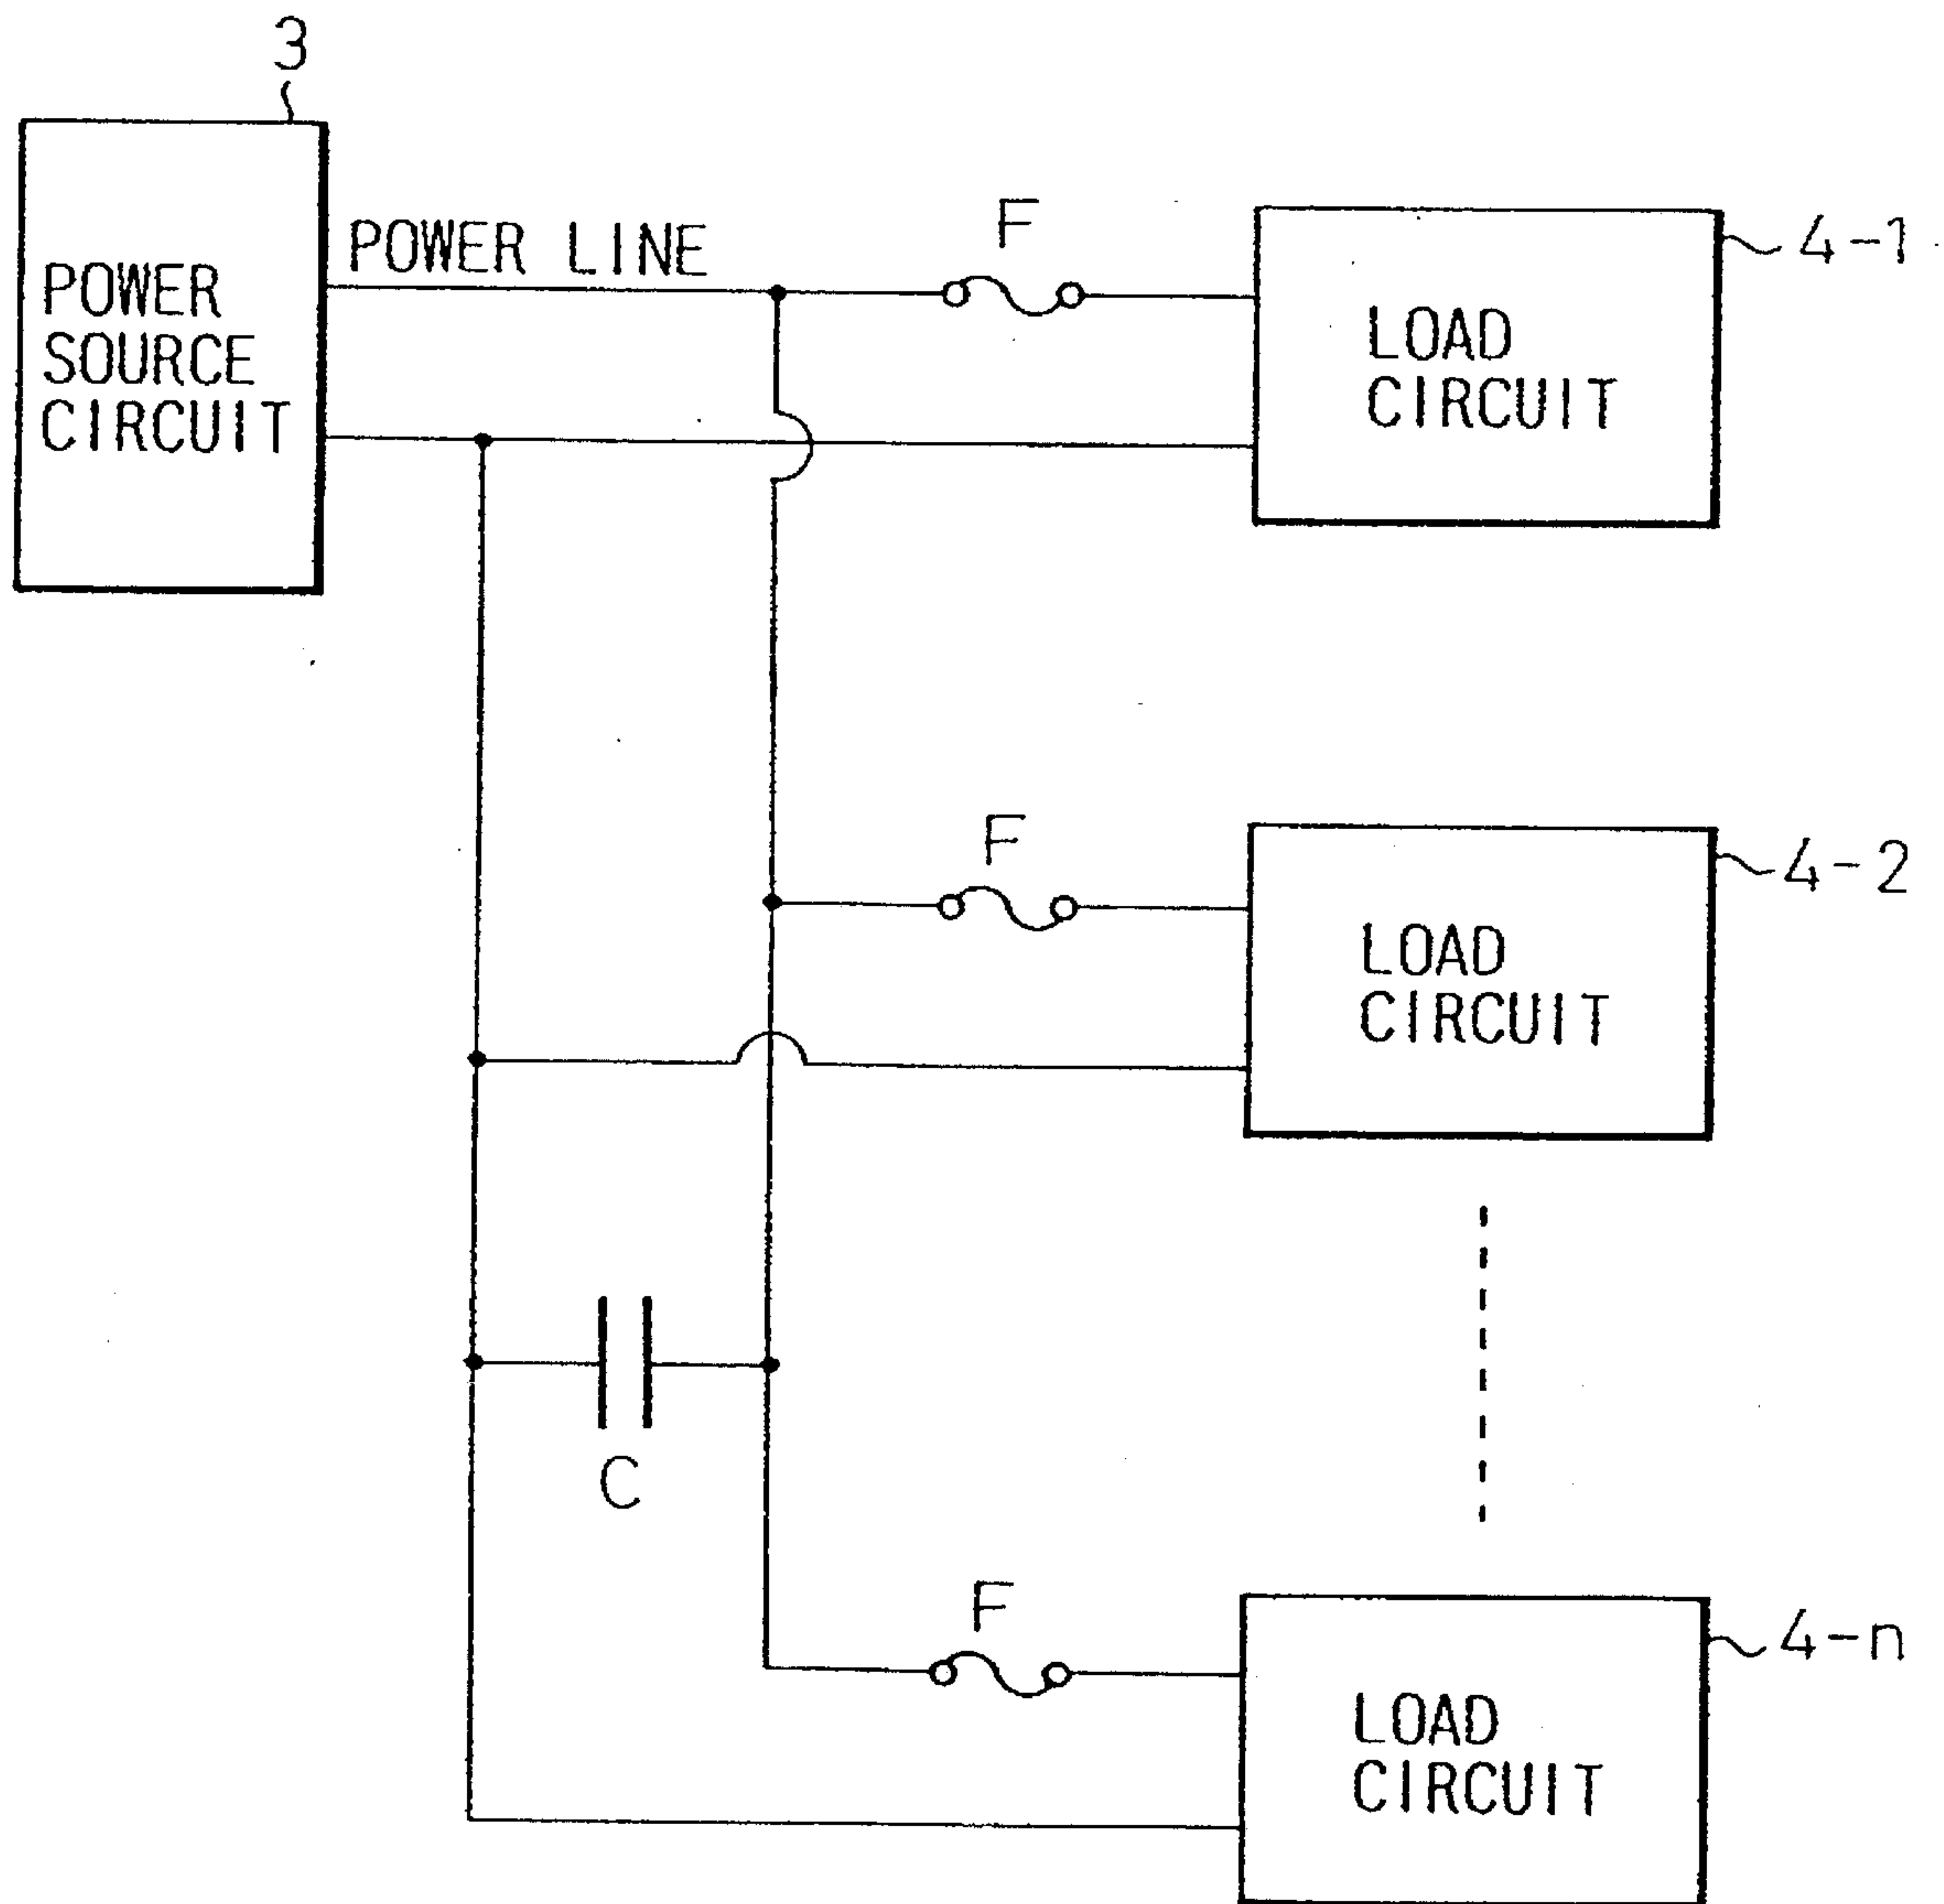 3
POWER LINE
POWER
SOURCE
CIRCUIT
F
LOAD
CIRCUIT
4-1
F
LOAD
CIRCUIT
4-2
C
F
LOAD
CIRCUIT
4-n